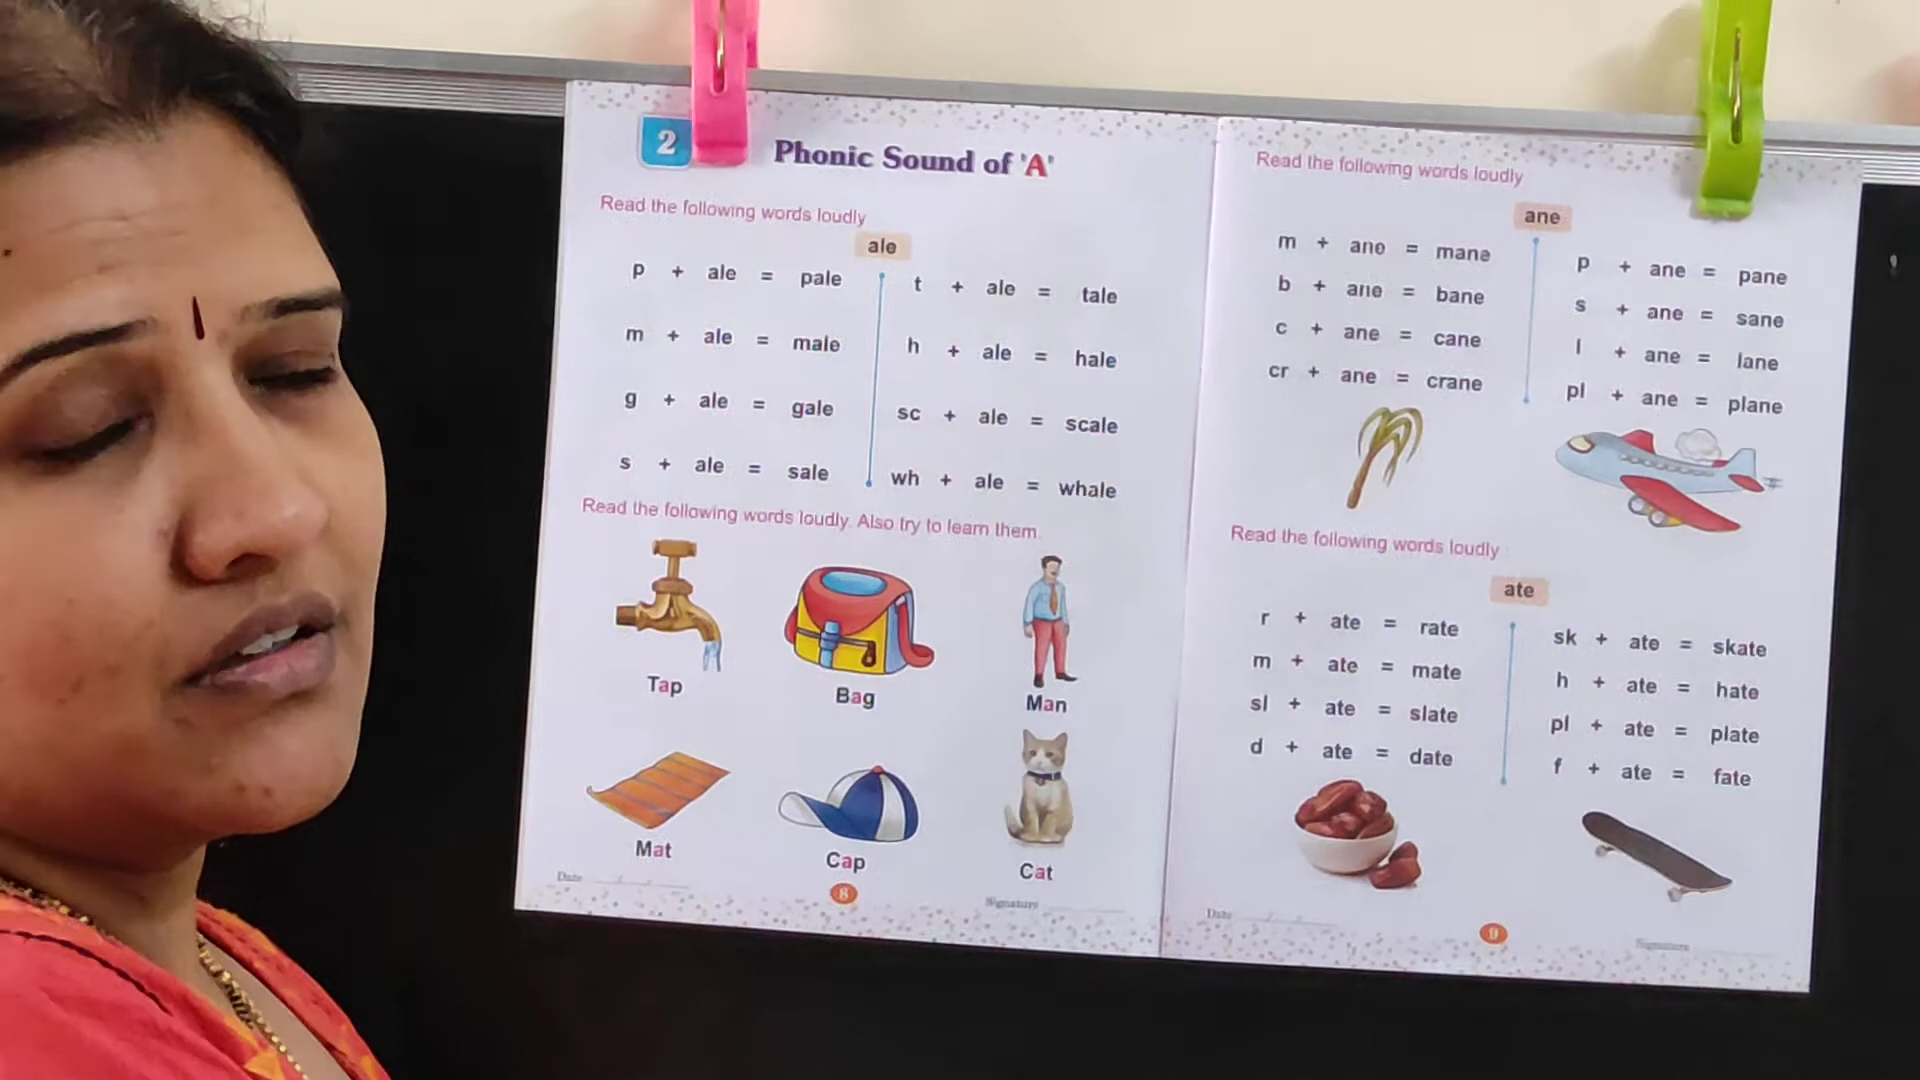 2
Phonic Sound of 'A'
Read the following words loudly
ale
p + ale = pale
m + ale = male
g + ale = gale
s + ale = sale
t + ale = tale
h + ale = hale
sc + ale = scale
wh + ale = whale
Read the following words loudly. Also try to learn them.
Tap
Bag
Man
Mat
Cap
Cat
Date
8
Signature
Read the following words loudly
ane
m + ane = mane
b + ane = bane
c + ane = cane
cr + ane = crane
p + ane = pane
s + ane = sane
l + ane = lane
pl + ane = plane
Read the following words loudly
ate
r + ate = rate
m + ate = mate
sl + ate = slate
d + ate = date
sk + ate = skate
h + ate = hate
pl + ate = plate
f + ate = fate
Date
9
Signature